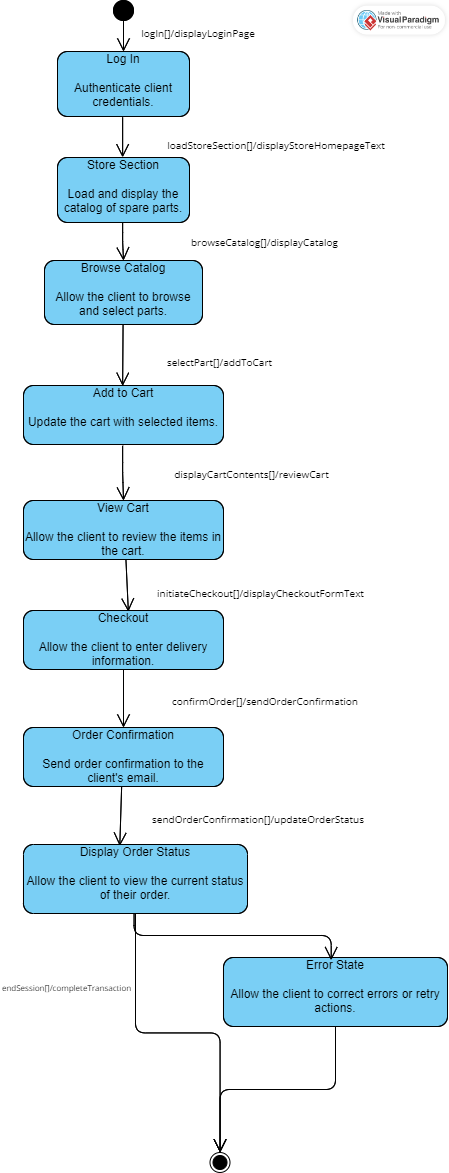 Made with
VisualParadigm
For non-commercial use
logIn[]/displayLoginPage
Log In
Authenticate client
credentials.
loadStoreSection[]/displayStoreHomepageText
Store Section
Load and display the
catalog of spare parts.
browseCatalog[]/displayCatalog
Browse Catalog
Allow the client to browse
and select parts.
selectPart[]/addToCart
Add to Cart
Update the cart with selected items.
displayCartContents[]/reviewCart
View Cart
Allow the client to review the items in
the cart.
initiateCheckout[]/displayCheckoutFormText
Checkout
Allow the client to enter delivery
information.
confirmOrder[]/sendOrderConfirmation
Order Confirmation
Send order confirmation to the
client's email.
sendOrderConfirmation[]/updateOrderStatus
Display Order Status
Allow the client to view the current status
of their order.
Error State
Allow the client to correct errors or retry
actions.
endSession[]/completeTransaction